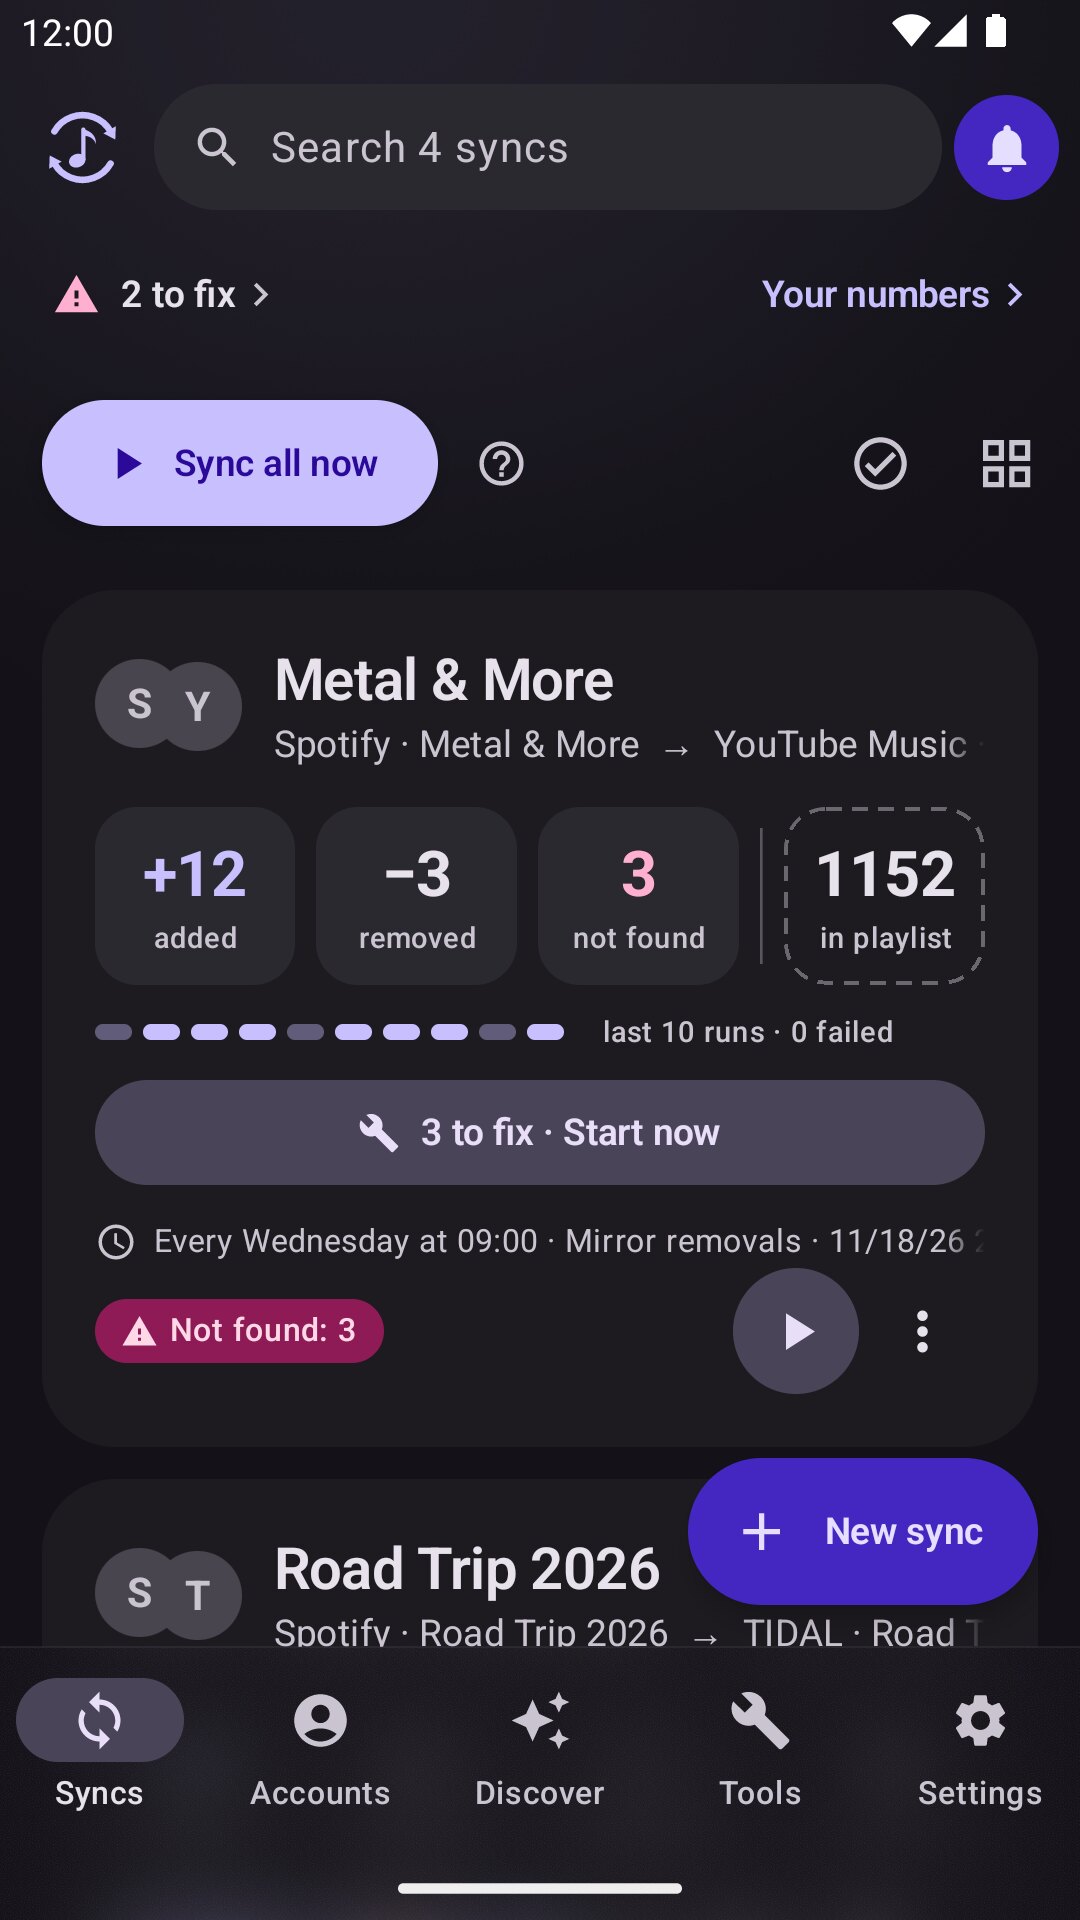 12:00
Search 4 syncs
2 to fix
Your numbers
Sync all now
S Y
Metal & More
Spotify · Metal & More → YouTube Music
+12
added
−3
removed
3
not found
1152
in playlist
last 10 runs · 0 failed
3 to fix · Start now
Every Wednesday at 09:00 · Mirror removals · 11/18/26
Not found: 3
New sync
S T
Road Trip 2026
Spotify · Road Trip 2026 → TIDAL · Road T
Syncs
Accounts
Discover
Tools
Settings